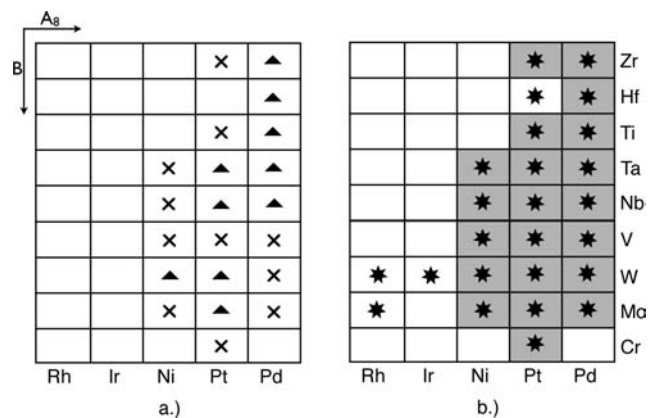 A₈
B
Zr
Hf
Ti
Ta
Nb
V
W
Mo
Cr
Rh Ir Ni Pt Pd Rh Ir Ni Pt Pd
a.) b.)